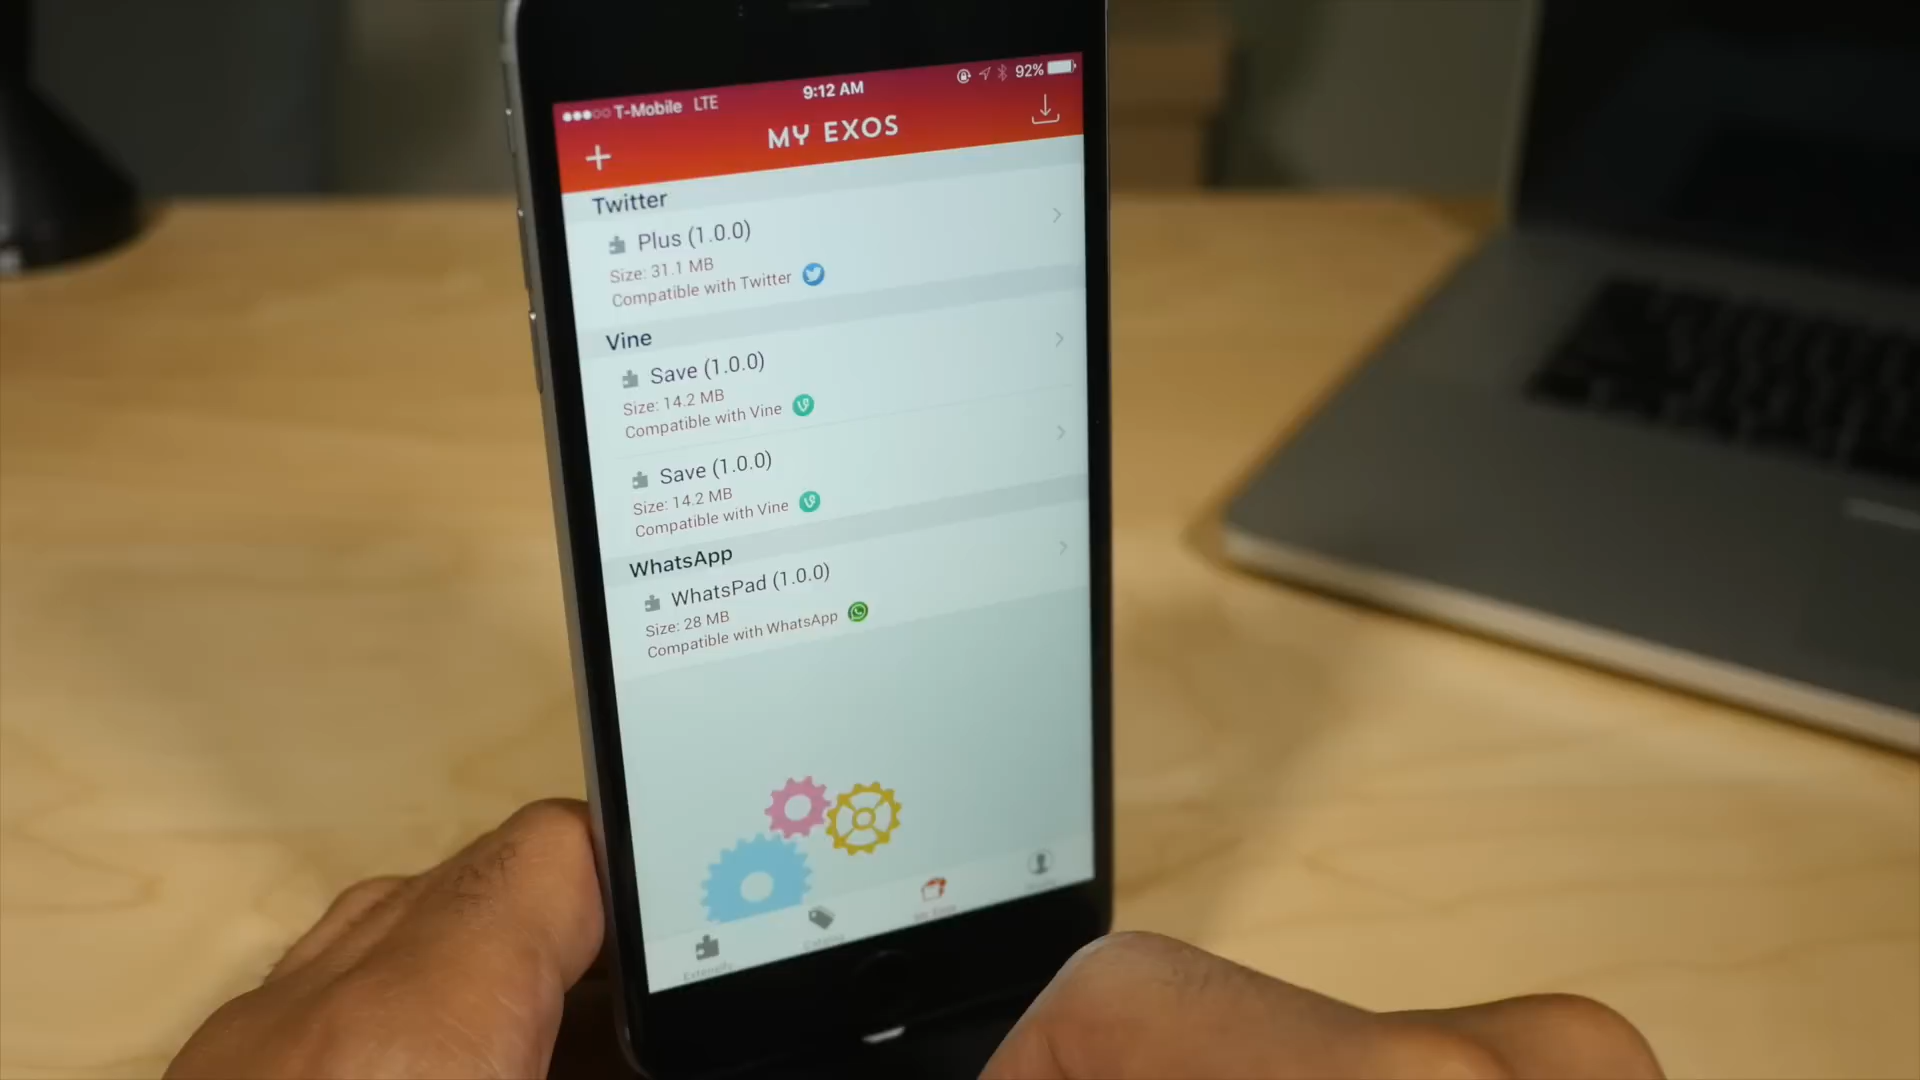 T-Mobile LTE 9:12 AM 92%
MY EXOS
Twitter
Plus (1.0.0)
Size: 31.1 MB
Compatible with Twitter
Vine
Save (1.0.0)
Size: 14.2 MB
Compatible with Vine
Save (1.0.0)
Size: 14.2 MB
Compatible with Vine
WhatsApp
WhatsPad (1.0.0)
Size: 28 MB
Compatible with WhatsApp